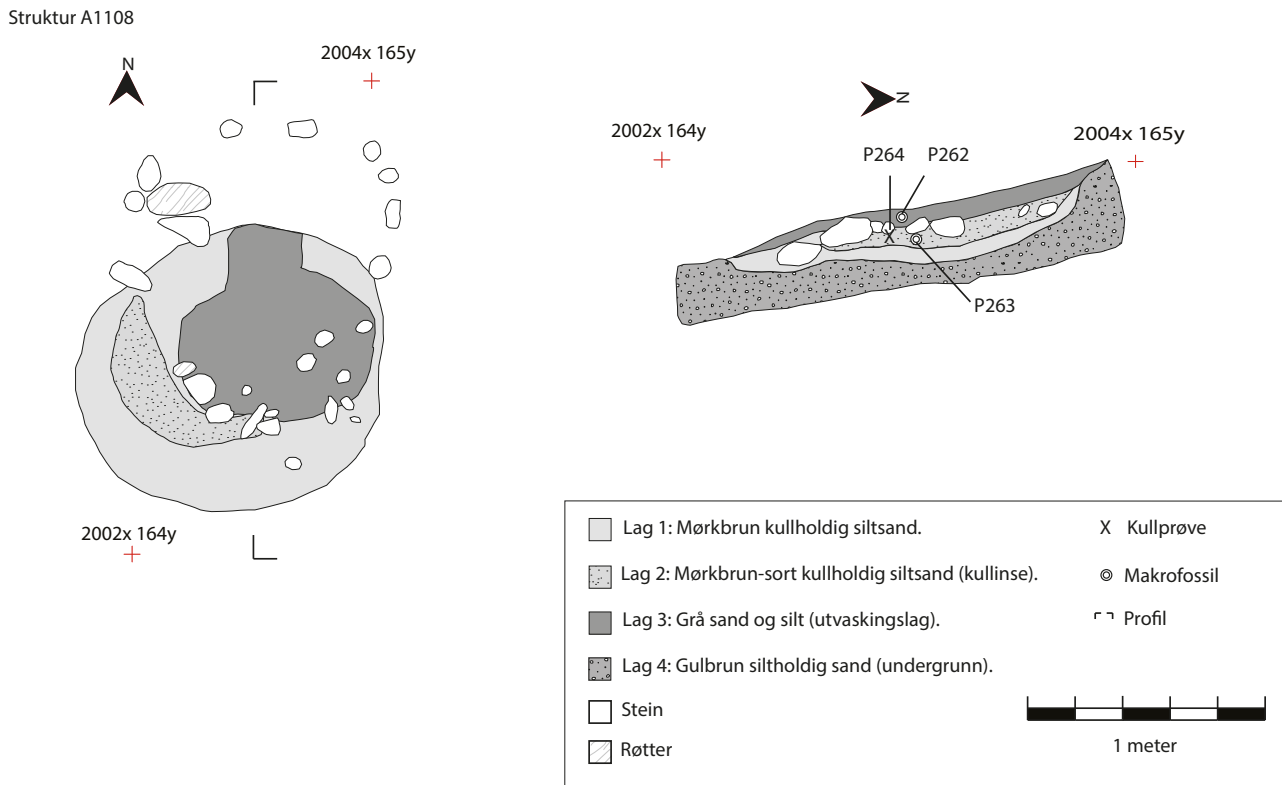 Struktur A1108
2004x 165y
N
2002x 164y
N
2002x 164y
2004x 165y
P264
P262
P263
Lag 1: Mørkbrun kullholdig siltsand.
Lag 2: Mørkbrun-sort kullholdig siltsand (kullinse).
Lag 3: Grå sand og silt (utvaskingslag).
Lag 4: Gulbrun siltholdig sand (undergrunn).
Stein
Røtter
X Kullprøve
Makrofossil
Profil
1 meter